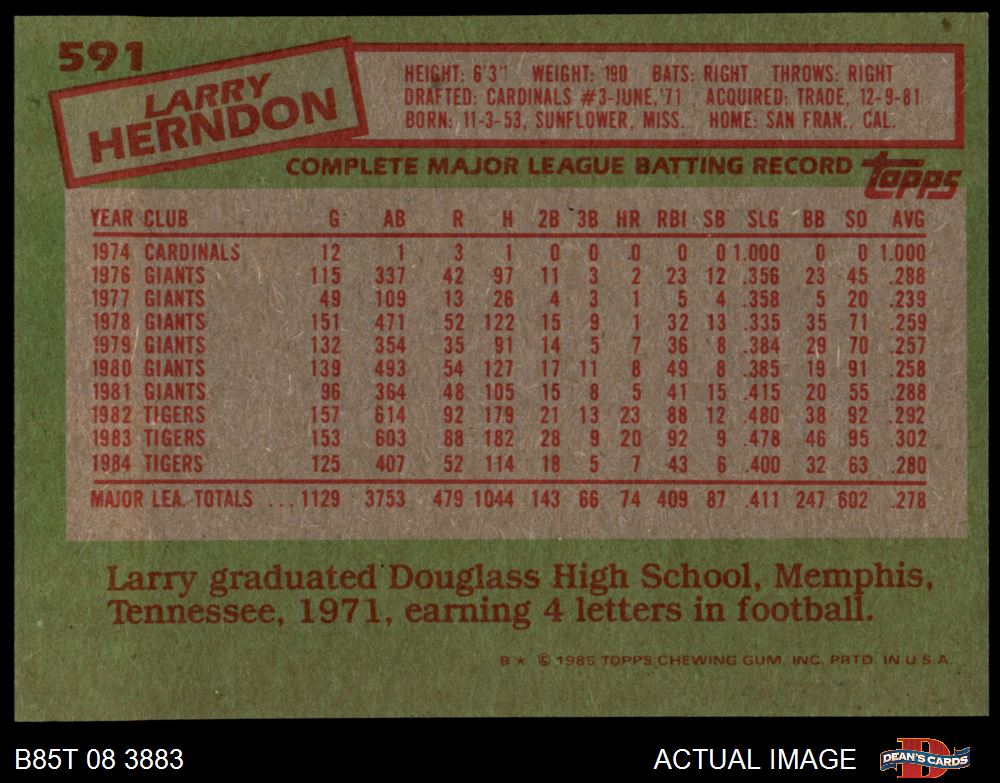 591
LARRY
HERNDON
HEIGHT: 6'3" WEIGHT: 190 BATS: RIGHT THROWS: RIGHT
DRAFTED: CARDINALS #3-JUNE,'71 ACQUIRED: TRADE, 12-9-81
BORN: 11-3-53, SUNFLOWER, MISS. HOME: SAN FRAN., CAL.
COMPLETE MAJOR LEAGUE BATTING RECORD topps
YEAR CLUB G AB R H 2B 3B HR RBI SB SLG BB SO AVG
1974 CARDINALS 12 1 3 1 0 0 0 0 0 1.000 0 0 1.000
1976 GIANTS 115 337 42 97 11 3 2 23 12 .356 23 45 .288
1977 GIANTS 49 109 13 26 4 3 1 5 4 .358 5 20 .239
1978 GIANTS 151 471 52 122 15 9 1 32 13 .335 35 71 .259
1979 GIANTS 132 354 35 91 14 5 7 36 8 .384 29 70 .257
1980 GIANTS 139 493 54 127 17 11 8 49 8 .385 19 91 .258
1981 GIANTS 96 364 48 105 15 8 5 41 15 .415 20 55 .288
1982 TIGERS 157 614 92 179 21 13 23 88 12 .480 38 92 .292
1983 TIGERS 153 603 88 182 28 9 20 92 9 .478 46 95 .302
1984 TIGERS 125 407 52 114 18 5 7 43 6 .400 32 63 .280
MAJOR LEA. TOTALS ... 1129 3753 479 1044 143 66 74 409 87 .411 247 602 .278
Larry graduated Douglass High School, Memphis,
Tennessee, 1971, earning 4 letters in football.
B* © 1985 TOPPS CHEWING GUM, INC. PRTD. IN U.S.A.
B85T 08 3883 ACTUAL IMAGE DEAN'S CARDS